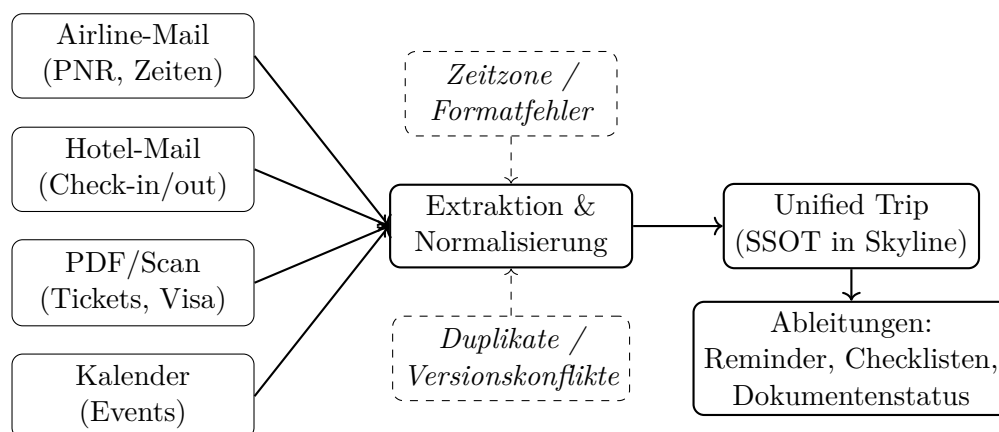 Airline-Mail
(PNR, Zeiten)
Hotel-Mail
(Check-in/out)
PDF/Scan
(Tickets, Visa)
Kalender
(Events)
Zeitzone /
Formatfehler
Extraktion &
Normalisierung
Duplikate /
Versionskonflikte
Unified Trip
(SSOT in Skyline)
Ableitungen:
Reminder, Checklisten,
Dokumentenstatus